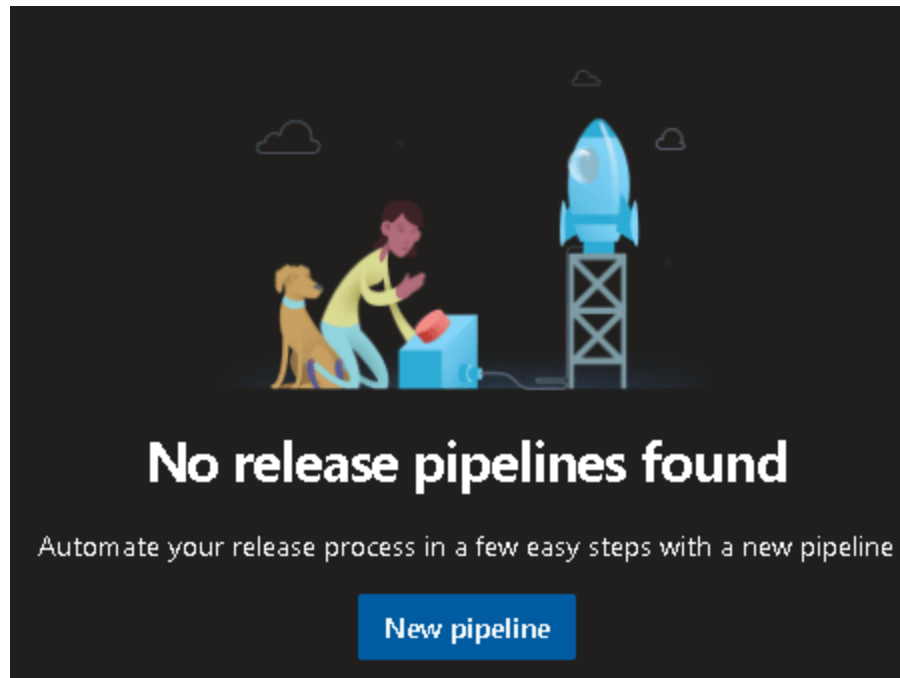 No release pipelines found
Automate your release process in a few easy steps with a new pipeline
New pipeline